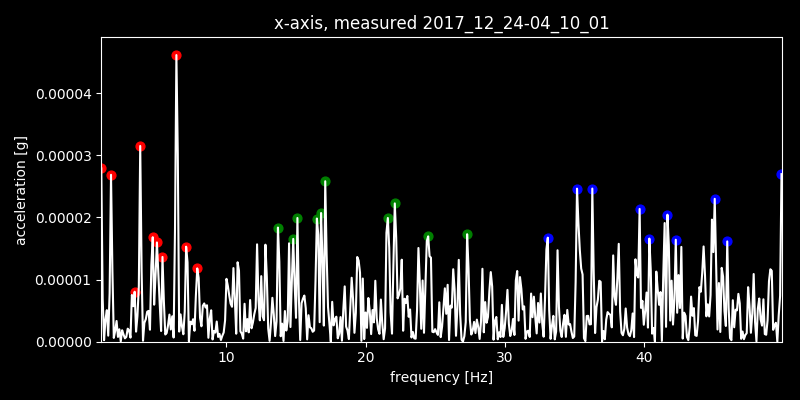 x-axis, measured 2017_12_24-04_10_01
acceleration [g]
0.00004
0.00003
0.00002
0.00001
0.00000
10 20 30 40
frequency [Hz]